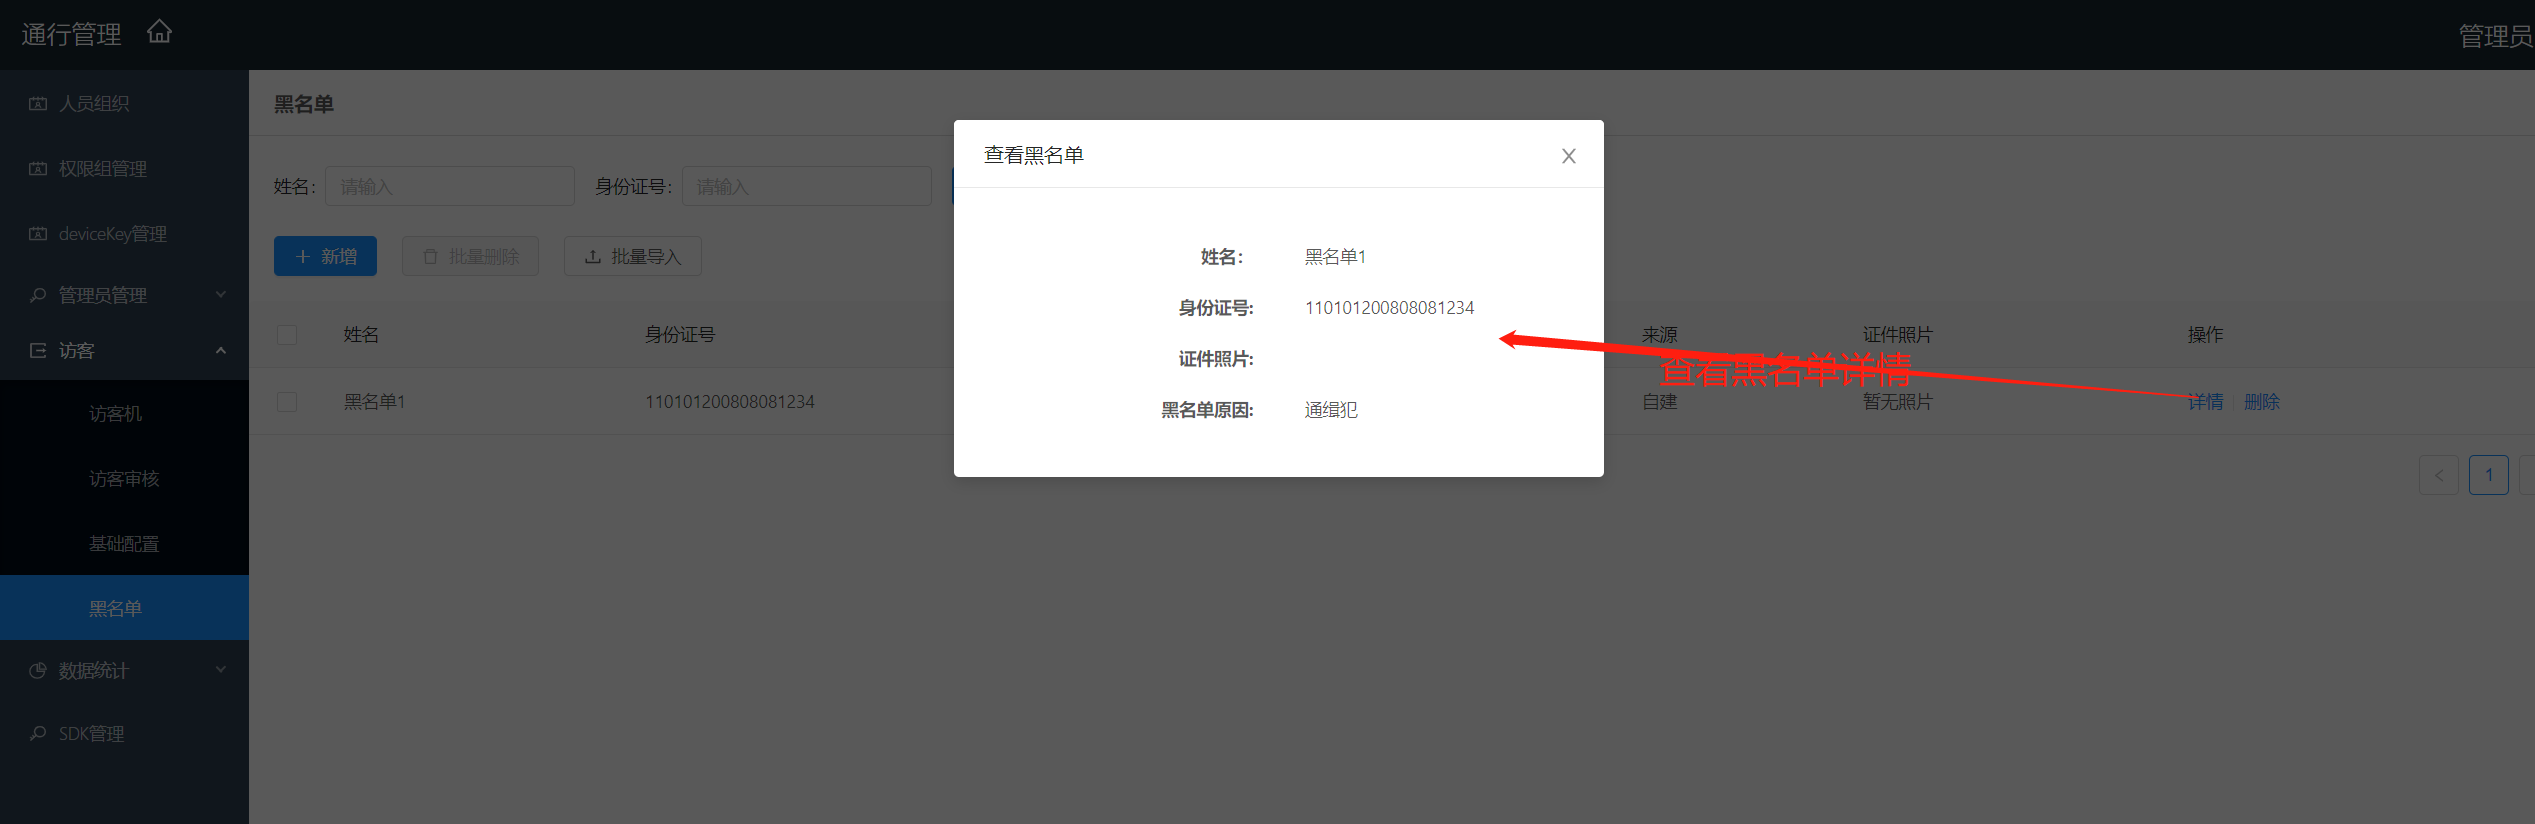 通行管理
管理员
人员组织
权限组管理
deviceKey管理
管理员管理
访客
访客机
访客审核
基础配置
黑名单
数据统计
SDK管理
黑名单
姓名: 请输入 身份证号: 请输入
新增 批量删除 批量导入
姓名 身份证号 来源 证件照片 操作
黑名单1 110101200808081234 自建 暂无照片 详情 删除
1
查看黑名单
姓名: 黑名单1
身份证号: 110101200808081234
证件照片:
黑名单原因: 通缉犯
查看黑名单详情